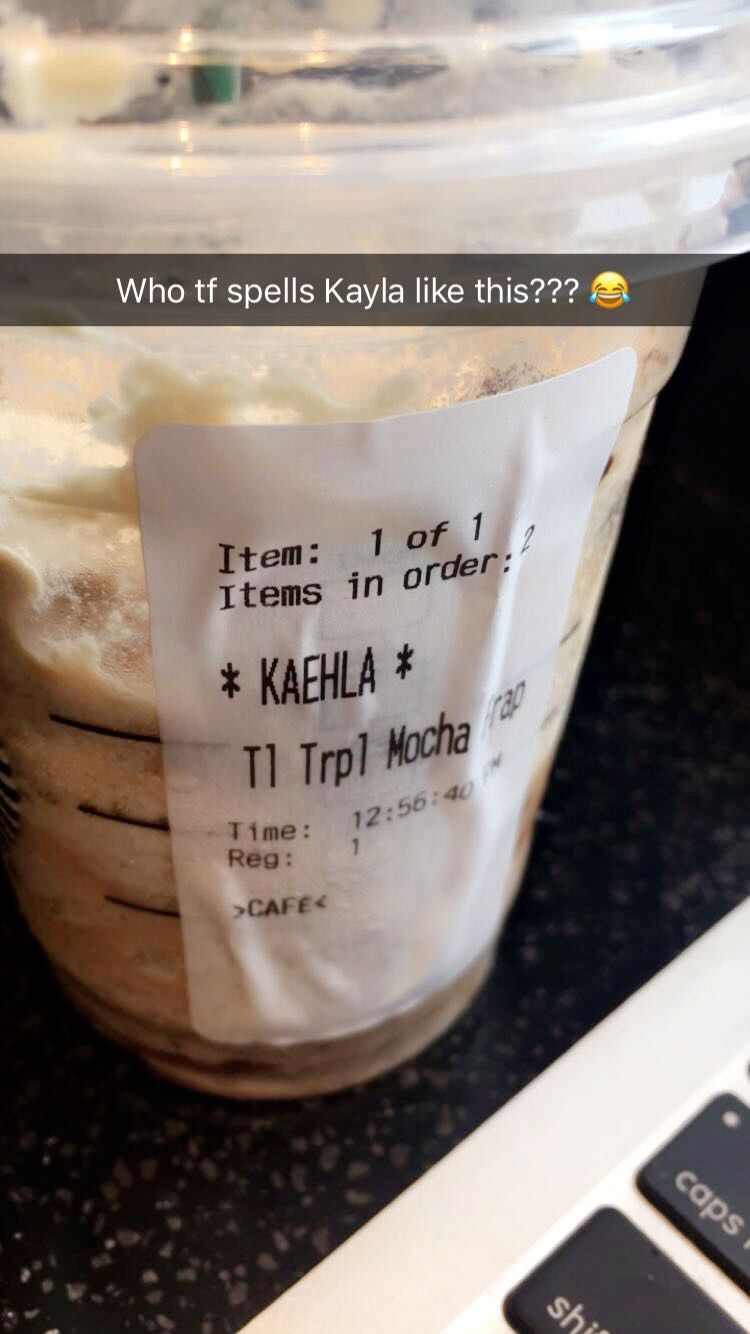 Who tf spells Kayla like this??? 😂
Item: 1 of 1
Items in order: 2
* KAEHLA *
Tl Trpl Mocha Frap
Time: 12:56:40 PM
Reg: 1
>CAFE<
caps
shi